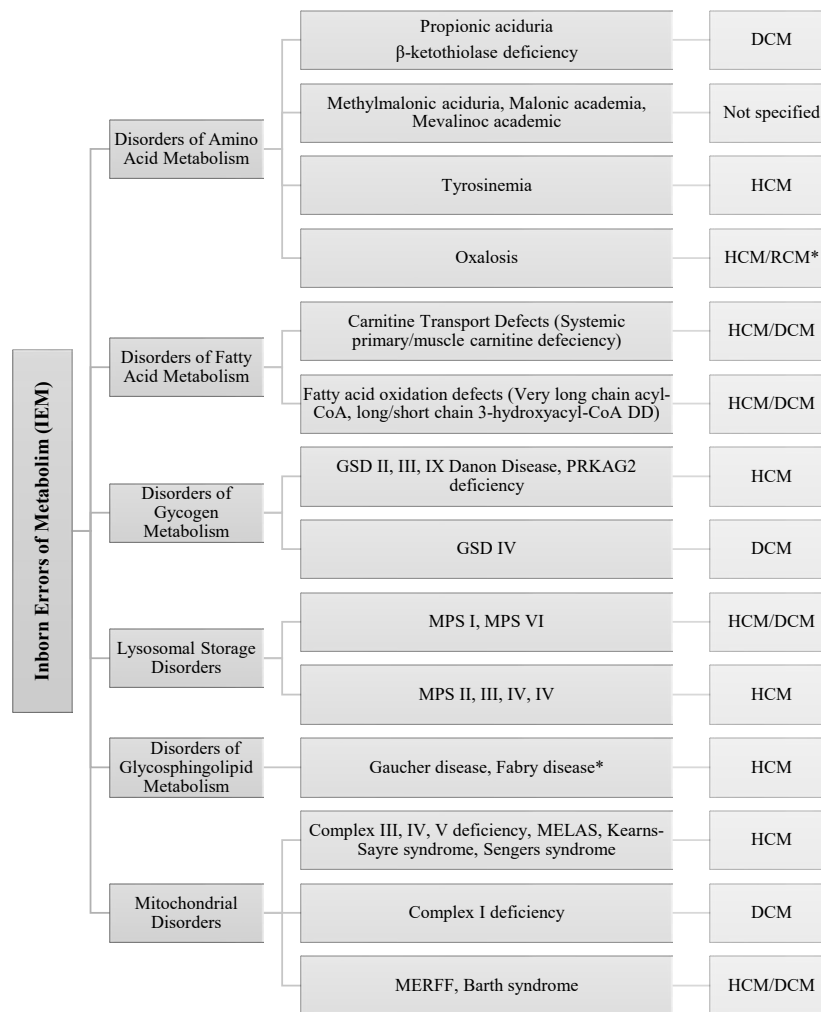 Inborn Errors of Metabolim (IEM)
Disorders of Amino
Acid Metabolism
Propionic aciduria
β-ketothiolase deficiency
DCM
Methylmalonic aciduria, Malonic academia,
Mevalinoc academic
Not specified
Tyrosinemia
HCM
Oxalosis
HCM/RCM*
Disorders of Fatty
Acid Metabolism
Carnitine Transport Defects (Systemic
primary/muscle carnitine defeciency)
HCM/DCM
Fatty acid oxidation defects (Very long chain acyl-
CoA, long/short chain 3-hydroxyacyl-CoA DD)
HCM/DCM
Disorders of
Gycogen
Metabolism
GSD II, III, IX Danon Disease, PRKAG2
deficiency
HCM
GSD IV
DCM
Lysosomal Storage
Disorders
MPS I, MPS VI
HCM/DCM
MPS II, III, IV, IV
HCM
Disorders of
Glycosphingolipid
Metabolism
Gaucher disease, Fabry disease*
HCM
Mitochondrial
Disorders
Complex III, IV, V deficiency, MELAS, Kearns-
Sayre syndrome, Sengers syndrome
HCM
Complex I deficiency
DCM
MERFF, Barth syndrome
HCM/DCM